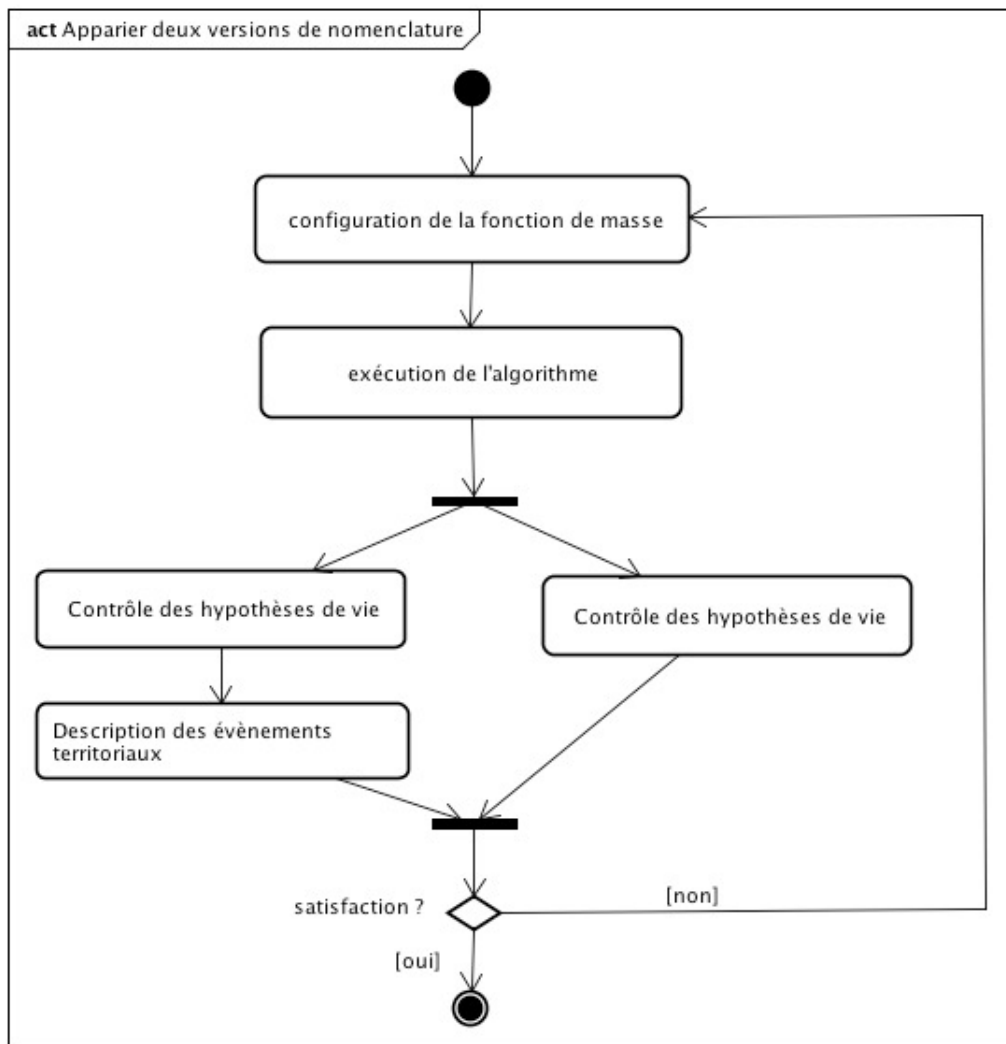 act Apparier deux versions de nomenclature
configuration de la fonction de masse
exécution de l'algorithme
Contrôle des hypothèses de vie
Contrôle des hypothèses de vie
Description des évènements
territoriaux
satisfaction ?
[non]
[oui]